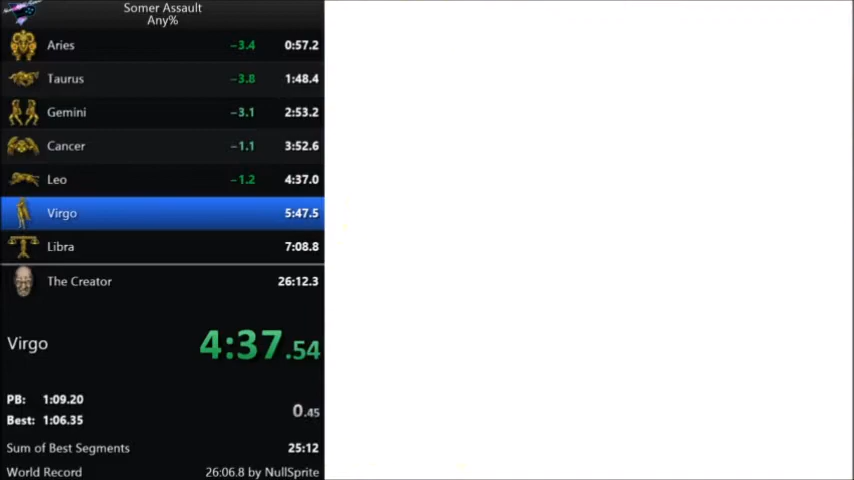 Somer Assault
Any%
Aries −3.4 0:57.2
Taurus −3.8 1:48.4
Gemini −3.1 2:53.2
Cancer −1.1 3:52.6
Leo −1.2 4:37.0
Virgo 5:47.5
Libra 7:08.8
The Creator 26:12.3
Virgo 4:37.54
PB: 1:09.20
0.45
Best: 1:06.35
Sum of Best Segments 25:12
World Record 26:06.8 by NullSprite